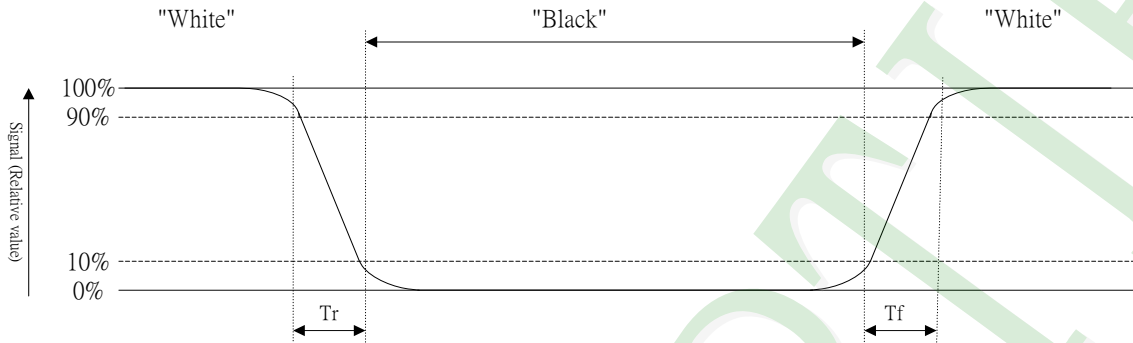 "White" "Black" "White"
100%
90%
Signal (Relative value)
10%
0%
Tr Tf